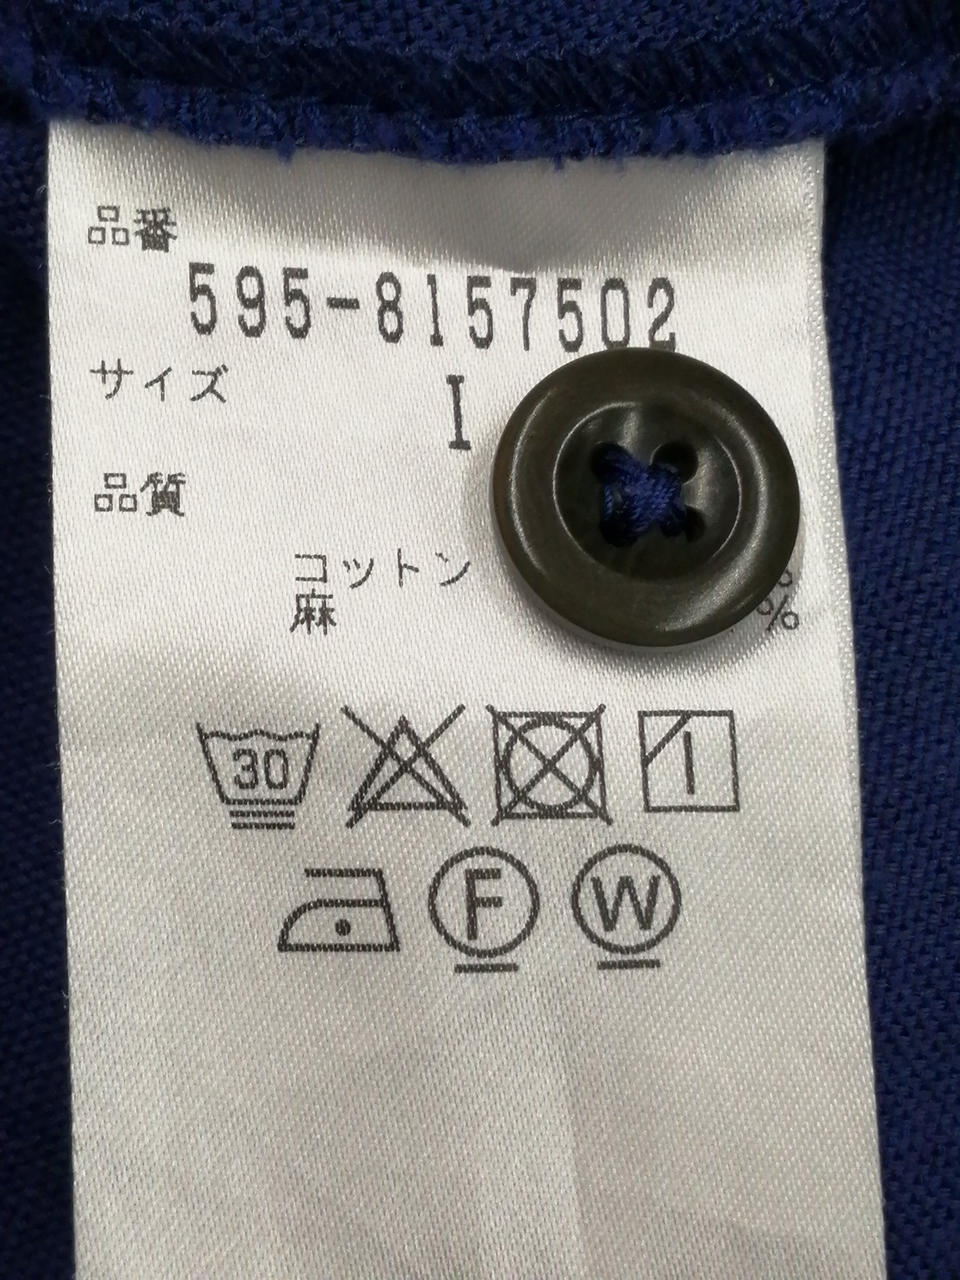 品番
595-8157502
サイズ I
品質
コットン
麻 %
30
F W